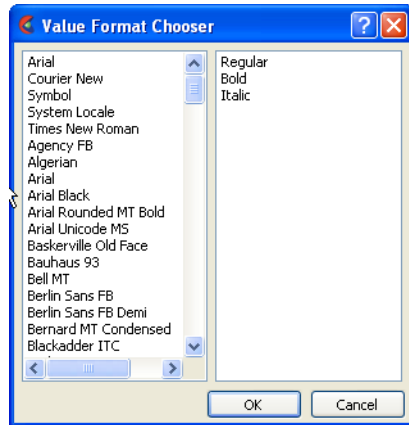 Value Format Chooser
Arial
Courier New
Symbol
System Locale
Times New Roman
Agency FB
Algerian
Arial
Arial Black
Arial Rounded MT Bold
Arial Unicode MS
Baskerville Old Face
Bauhaus 93
Bell MT
Berlin Sans FB
Berlin Sans FB Demi
Bernard MT Condensed
Blackadder ITC
Regular
Bold
Italic
OK
Cancel